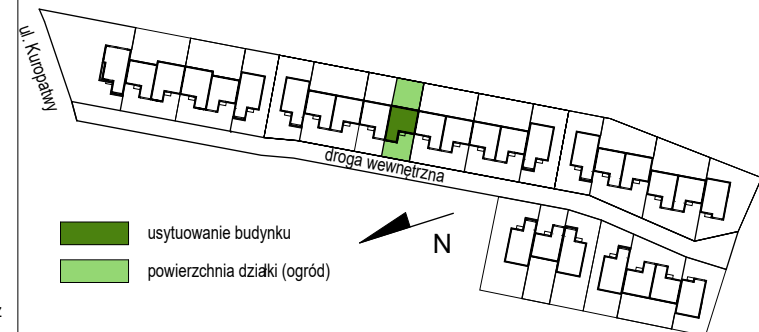 ul. Kuropatwy
droga wewnętrzna
usytuowanie budynku
N
powierzchnia działki (ogród)
z